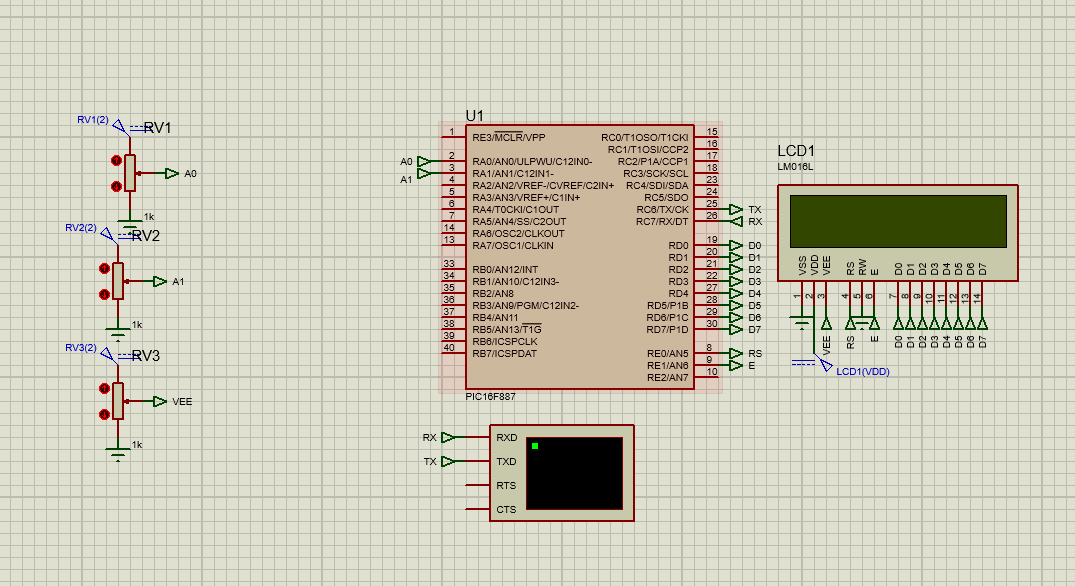 RV1(2)
RV1
A0
1k
RV2(2)
RV2
A1
1k
RV3(2)
RV3
VEE
1k
U1
A0
A1
1 RE3/MCLR/VPP
2 RA0/AN0/ULPWU/C12IN0-
3 RA1/AN1/C12IN1-
4 RA2/AN2/VREF-/CVREF/C2IN+
5 RA3/AN3/VREF+/C1IN+
6 RA4/T0CKI/C1OUT
7 RA5/AN4/SS/C2OUT
14 RA6/OSC2/CLKOUT
13 RA7/OSC1/CLKIN
33 RB0/AN12/INT
34 RB1/AN10/C12IN3-
35 RB2/AN8
36 RB3/AN9/PGM/C12IN2-
37 RB4/AN11
38 RB5/AN13/T1G
39 RB6/ICSPCLK
40 RB7/ICSPDAT
RC0/T1OSO/T1CKI 15
RC1/T1OSI/CCP2 16
RC2/P1A/CCP1 17
RC3/SCK/SCL 18
RC4/SDI/SDA 23
RC5/SDO 24
RC6/TX/CK 25 TX
RC7/RX/DT 26 RX
RD0 19 D0
RD1 20 D1
RD2 21 D2
RD3 22 D3
RD4 27 D4
RD5/P1B 28 D5
RD6/P1C 29 D6
RD7/P1D 30 D7
RE0/AN5 8 RS
RE1/AN6 9 E
RE2/AN7 10
PIC16F887
RX RXD
TX TXD
RTS
CTS
LCD1
LM016L
VSS VDD VEE RS RW E D0 D1 D2 D3 D4 D5 D6 D7
1 2 3 4 5 6 7 8 9 10 11 12 13 14
VEE RS E D0 D1 D2 D3 D4 D5 D6 D7
LCD1(VDD)